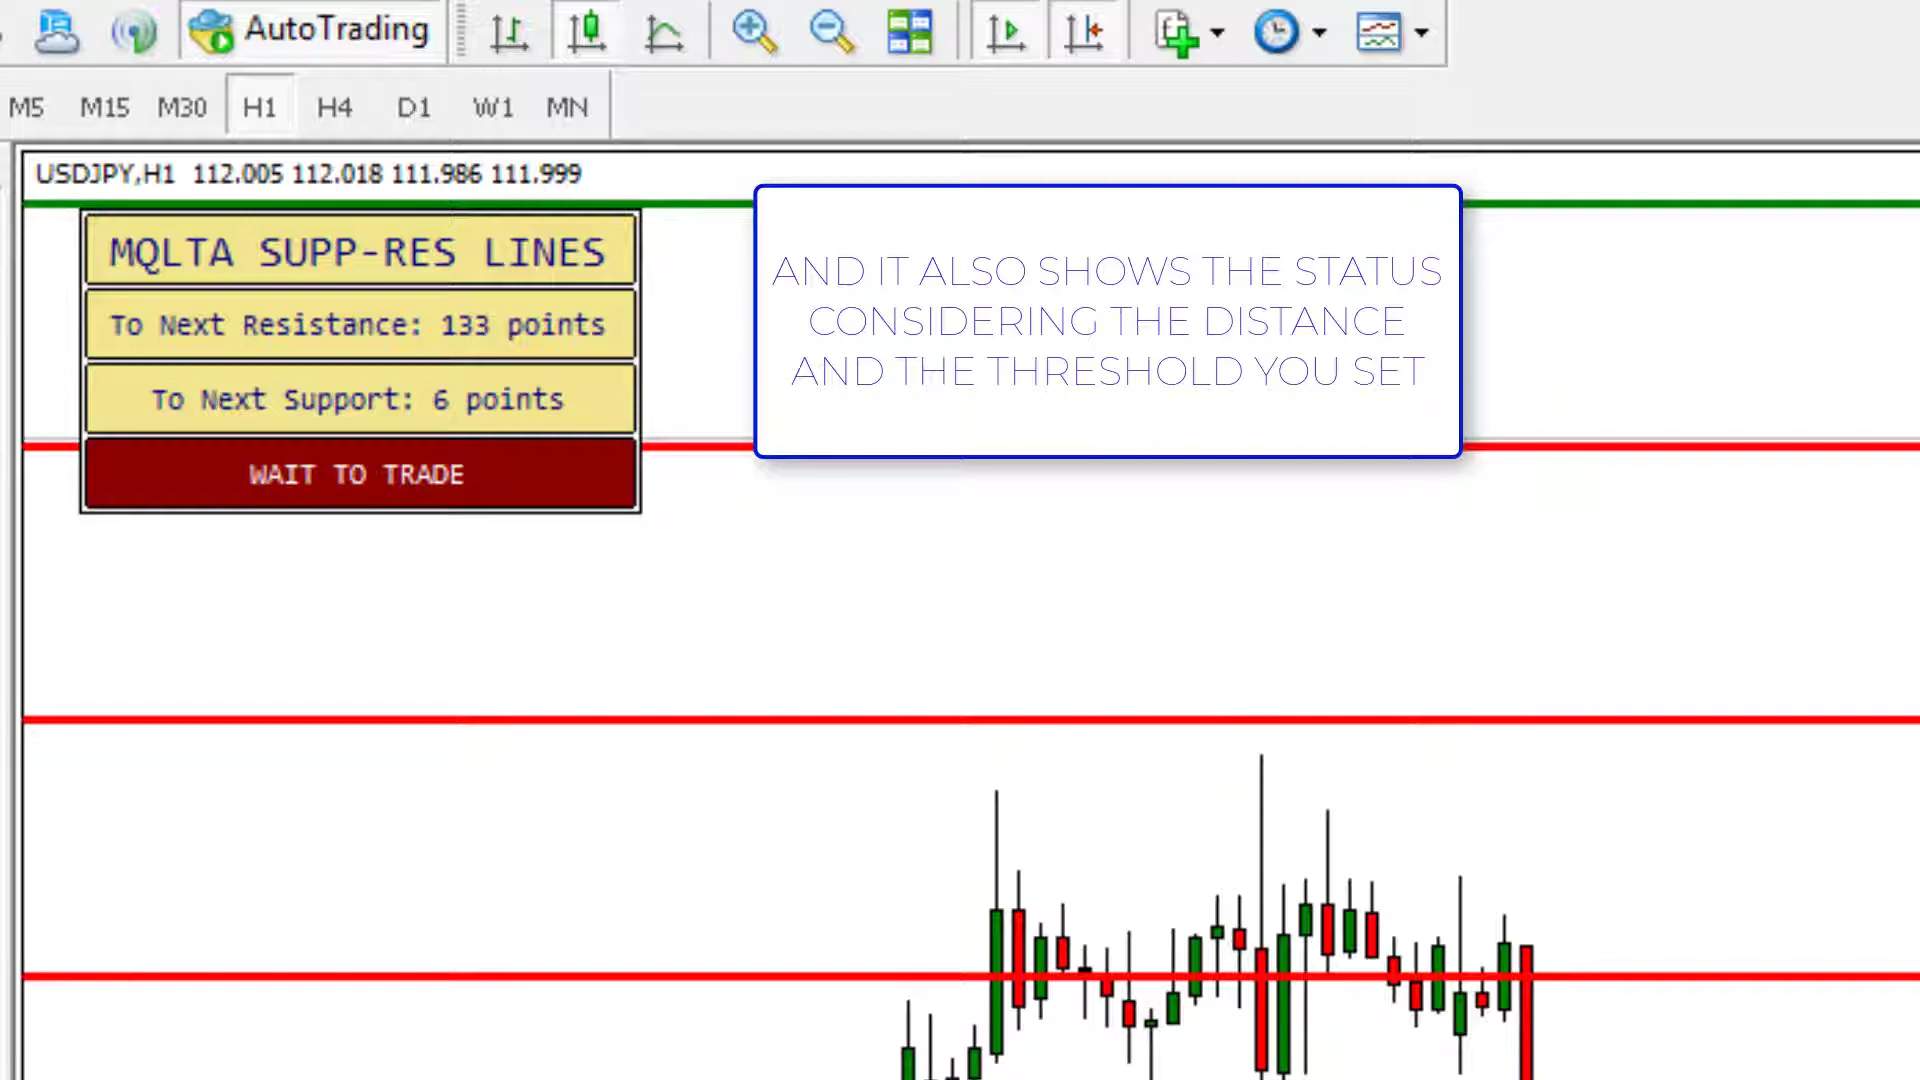 AutoTrading
M5 M15 M30 H1 H4 D1 W1 MN
USDJPY,H1 112.005 112.018 111.986 111.999
MQLTA SUPP-RES LINES
To Next Resistance: 133 points
To Next Support: 6 points
WAIT TO TRADE
AND IT ALSO SHOWS THE STATUS
CONSIDERING THE DISTANCE
AND THE THRESHOLD YOU SET